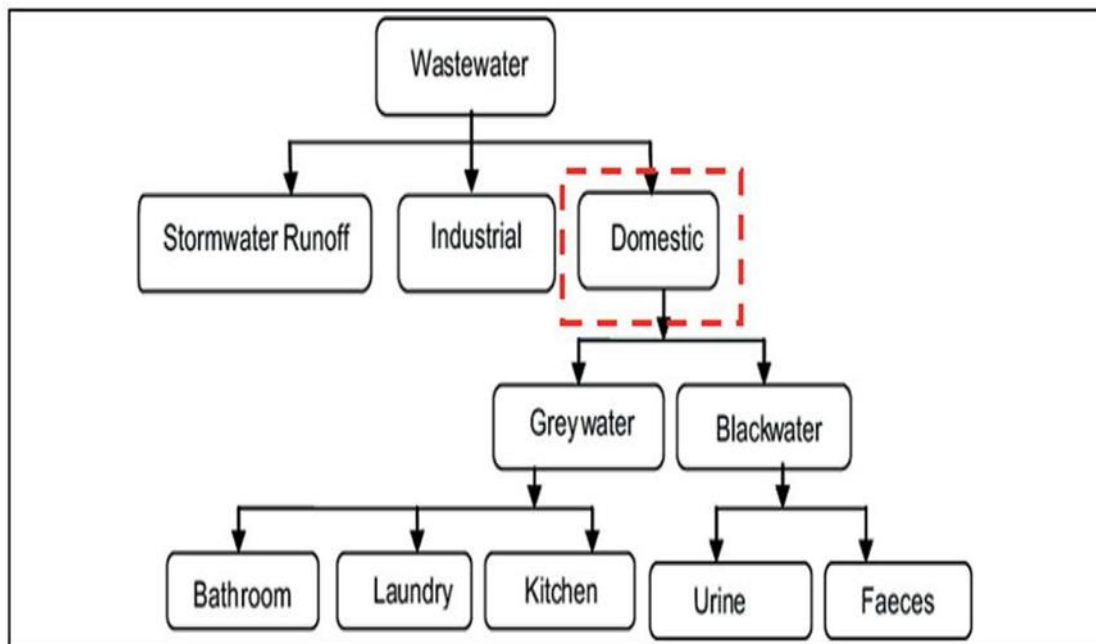 Wastewater
Stormwater Runoff
Industrial
Domestic
Greywater
Blackwater
Bathroom
Laundry
Kitchen
Urine
Faeces